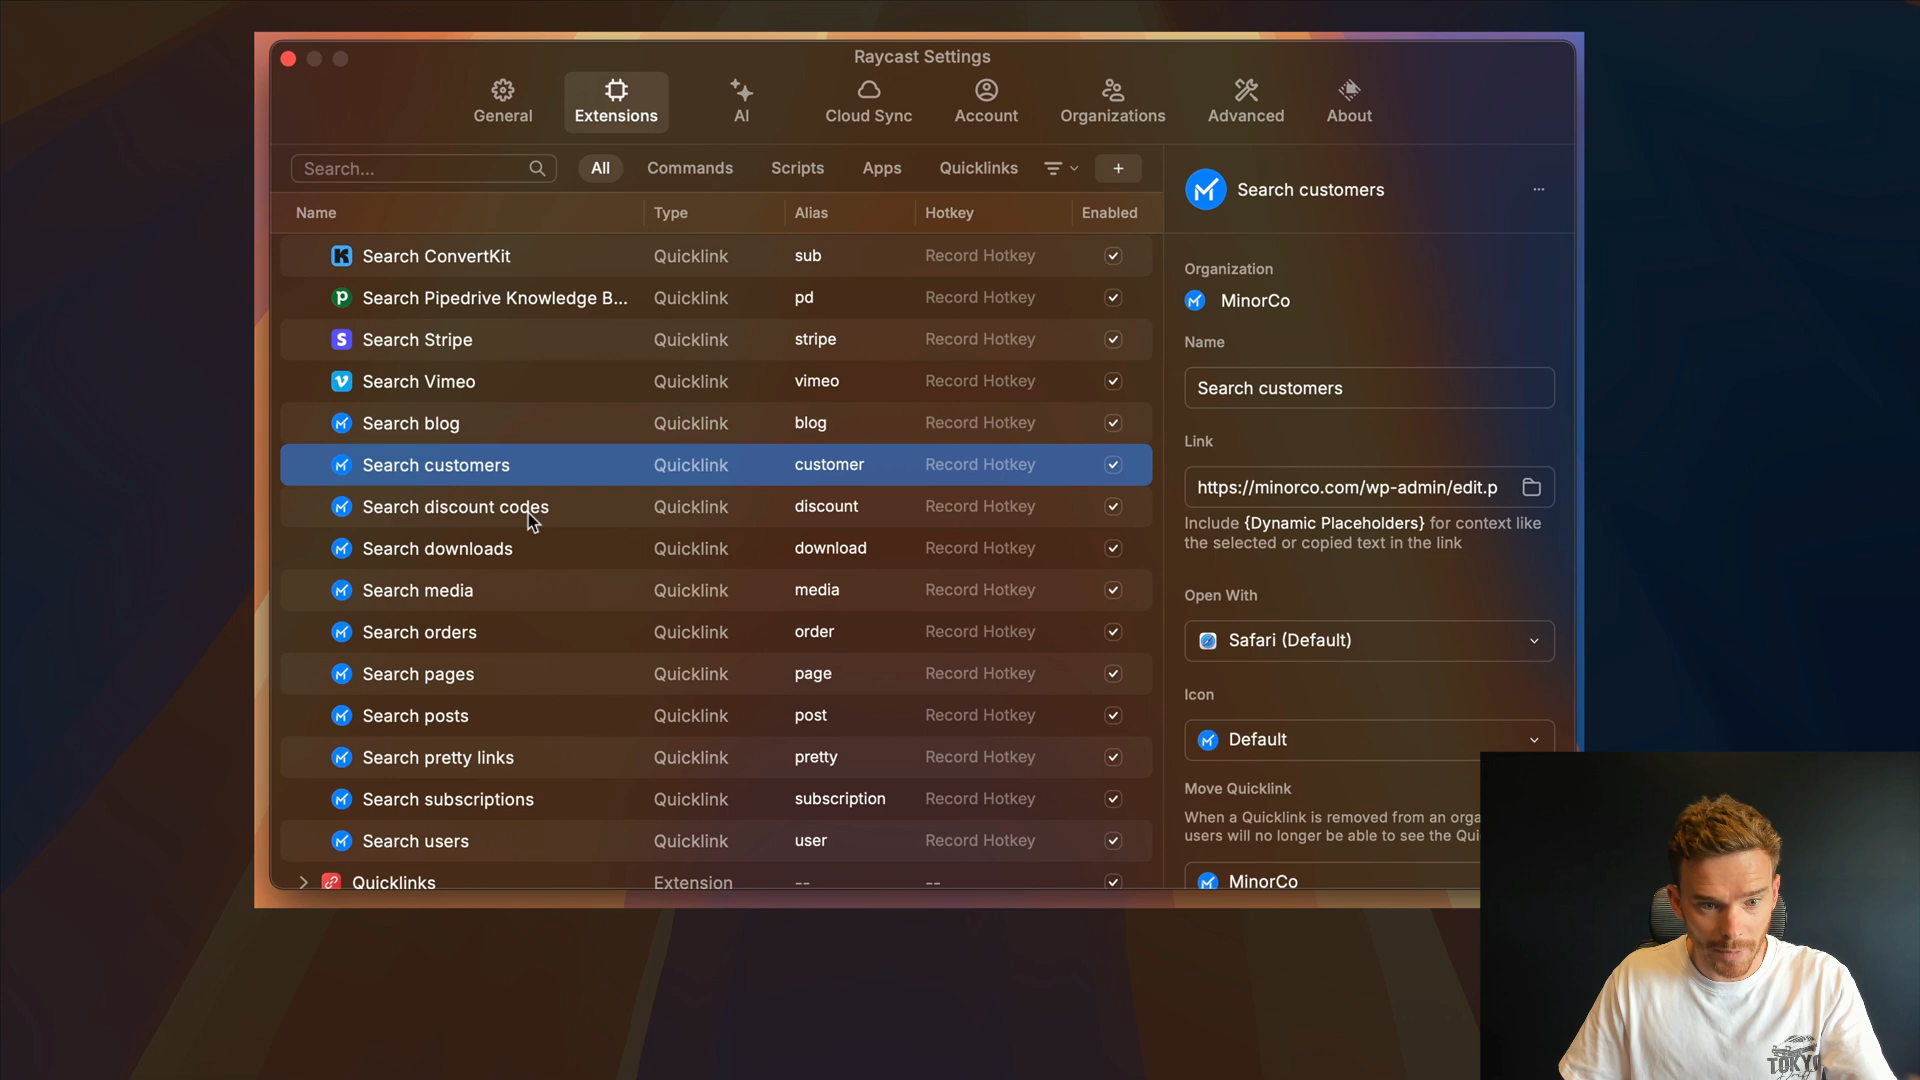 Raycast Settings
General
Extensions
AI
Cloud Sync
Account
Organizations
Advanced
About
Search...
All
Commands
Scripts
Apps
Quicklinks
+
Name Type Alias Hotkey Enabled
Search ConvertKit Quicklink sub Record Hotkey
Search Pipedrive Knowledge B... Quicklink pd Record Hotkey
Search Stripe Quicklink stripe Record Hotkey
Search Vimeo Quicklink vimeo Record Hotkey
Search blog Quicklink blog Record Hotkey
Search customers Quicklink customer Record Hotkey
Search discount codes Quicklink discount Record Hotkey
Search downloads Quicklink download Record Hotkey
Search media Quicklink media Record Hotkey
Search orders Quicklink order Record Hotkey
Search pages Quicklink page Record Hotkey
Search posts Quicklink post Record Hotkey
Search pretty links Quicklink pretty Record Hotkey
Search subscriptions Quicklink subscription Record Hotkey
Search users Quicklink user Record Hotkey
Quicklinks Extension -- --
Search customers
...
Organization
MinorCo
Name
Search customers
Link
https://minorco.com/wp-admin/edit.p
Include {Dynamic Placeholders} for context like
the selected or copied text in the link
Open With
Safari (Default)
Icon
Default
Move Quicklink
When a Quicklink is removed from an orga
users will no longer be able to see the Qui
MinorCo
TOKYO